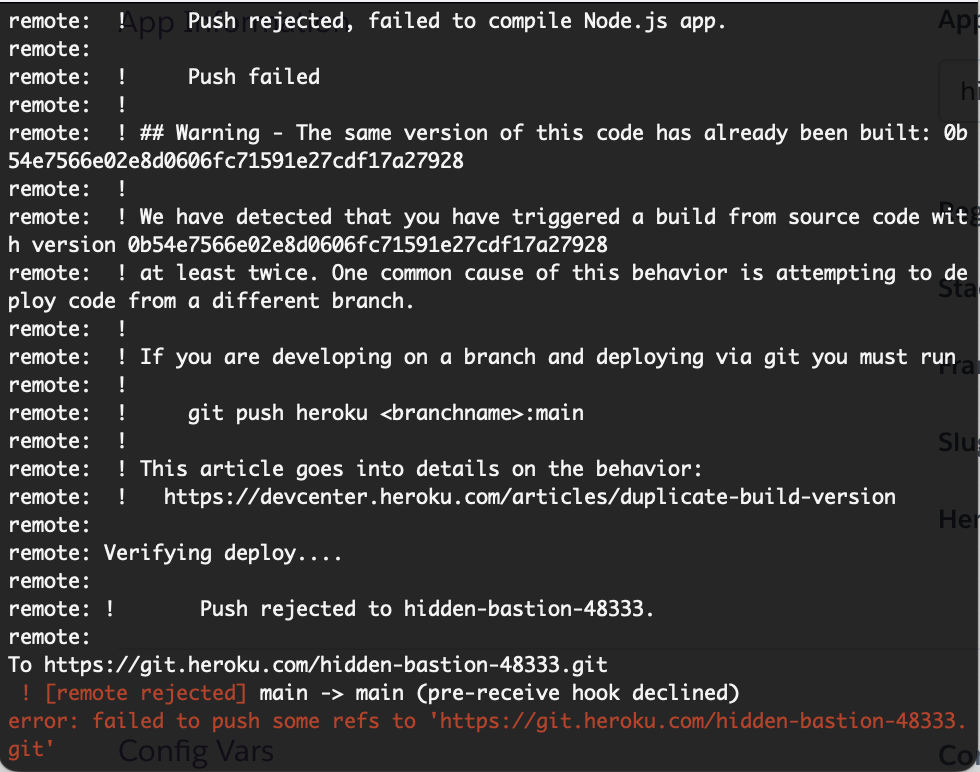 remote:  !     Push rejected, failed to compile Node.js app.
remote:
remote:  !     Push failed
remote:  !
remote:  ! ## Warning - The same version of this code has already been built: 0b
54e7566e02e8d0606fc71591e27cdf17a27928
remote:  !
remote:  ! We have detected that you have triggered a build from source code wit
h version 0b54e7566e02e8d0606fc71591e27cdf17a27928
remote:  ! at least twice. One common cause of this behavior is attempting to de
ploy code from a different branch.
remote:  !
remote:  ! If you are developing on a branch and deploying via git you must run
remote:  !
remote:  !     git push heroku <branchname>:main
remote:  !
remote:  ! This article goes into details on the behavior:
remote:  !   https://devcenter.heroku.com/articles/duplicate-build-version
remote:
remote: Verifying deploy....
remote:
remote: !       Push rejected to hidden-bastion-48333.
remote:
To https://git.heroku.com/hidden-bastion-48333.git
 ! [remote rejected] main -> main (pre-receive hook declined)
error: failed to push some refs to 'https://git.heroku.com/hidden-bastion-48333.
git'
App Information
Config Vars